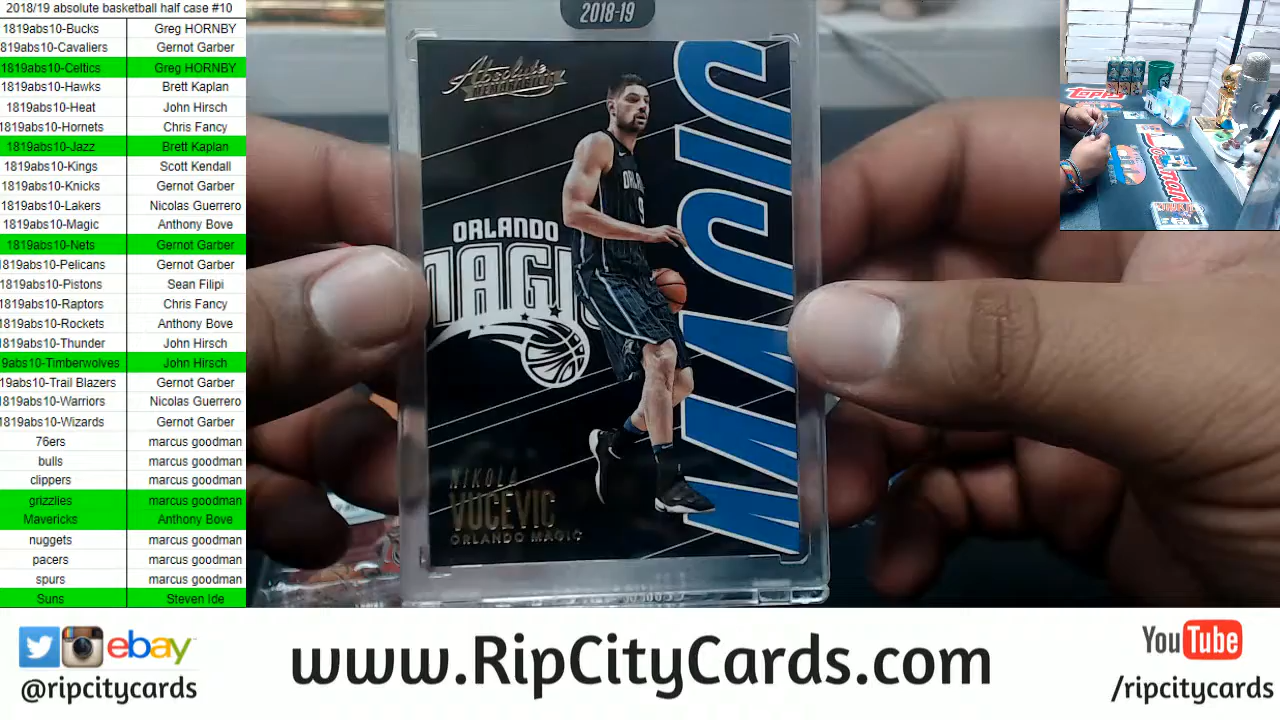 2018/19 absolute basketball half case #10
1819abs10-Bucks Greg HORNBY
819abs10-Cavaliers Gernot Garber
1819abs10-Celtics Greg HORNBY
1819abs10-Hawks Brett Kaplan
1819abs10-Heat John Hirsch
1819abs10-Hornets Chris Fancy
1819abs10-Jazz Brett Kaplan
1819abs10-Kings Scott Kendall
1819abs10-Knicks Gernot Garber
1819abs10-Lakers Nicolas Guerrero
1819abs10-Magic Anthony Bove
1819abs10-Nets Gernot Garber
1819abs10-Pelicans Gernot Garber
1819abs10-Pistons Sean Filipi
1819abs10-Raptors Chris Fancy
1819abs10-Rockets Anthony Bove
1819abs10-Thunder John Hirsch
9abs10-Timberwolves John Hirsch
19abs10-Trail Blazers Gernot Garber
1819abs10-Warriors Nicolas Guerrero
1819abs10-Wizards Gernot Garber
76ers marcus goodman
bulls marcus goodman
clippers marcus goodman
grizzlies marcus goodman
Mavericks Anthony Bove
nuggets marcus goodman
pacers marcus goodman
spurs marcus goodman
Suns Steven Ide
2018-19
Absolute
MEMORABILIA
ORLANDO
MAGIC
NIKOLA
VUCEVIC
ORLANDO MAGIC
Topps
ebay
@ripcitycards
www.RipCityCards.com
YouTube
/ripcitycards